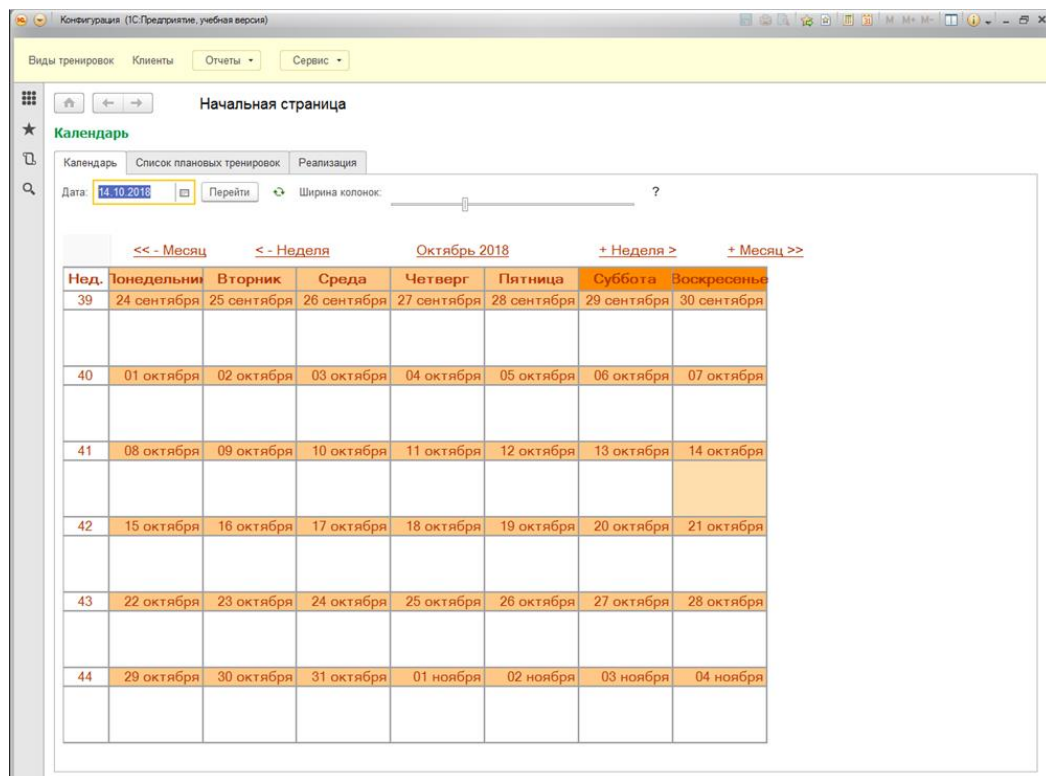 Конфигурация (1С:Предприятие, учебная версия) M M+ M-
Виды тренировок Клиенты Отчеты Сервис
Начальная страница
Календарь
Календарь Список плановых тренировок Реализация
Дата: 14.10.2018 Перейти Ширина колонок: ?
<< - Месяц < - Неделя Октябрь 2018 + Неделя > + Месяц >>
Нед. Понедельник Вторник Среда Четверг Пятница Суббота Воскресенье
39 24 сентября 25 сентября 26 сентября 27 сентября 28 сентября 29 сентября 30 сентября
40 01 октября 02 октября 03 октября 04 октября 05 октября 06 октября 07 октября
41 08 октября 09 октября 10 октября 11 октября 12 октября 13 октября 14 октября
42 15 октября 16 октября 17 октября 18 октября 19 октября 20 октября 21 октября
43 22 октября 23 октября 24 октября 25 октября 26 октября 27 октября 28 октября
44 29 октября 30 октября 31 октября 01 ноября 02 ноября 03 ноября 04 ноября